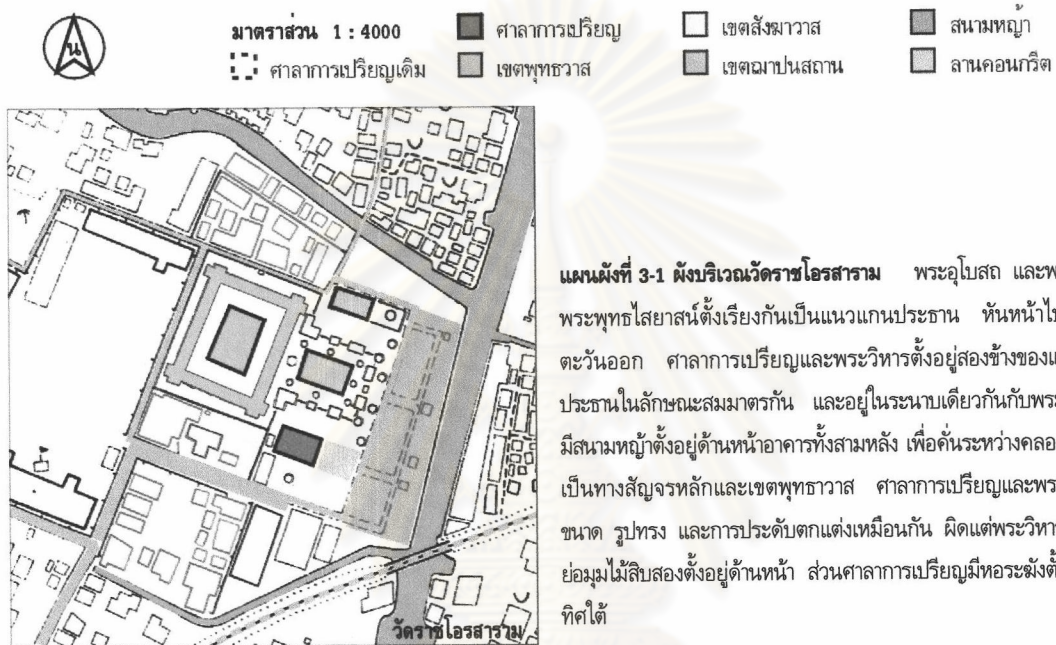 น
มาตราส่วน 1 : 4000
ศาลาการเปรียญเดิม
ศาลาการเปรียญ
เขตพุทธวาส
เขตสังฆาวาส
เขตฌาปนสถาน
สนามหญ้า
ลานคอนกรีต
วัดราชโอรสาราม
แผนผังที่ 3-1 ผังบริเวณวัดราชโอรสาราม พระอุโบสถ และพ
พระพุทธไสยาสน์ตั้งเรียงกันเป็นแนวแกนประธาน หันหน้าไป
ตะวันออก ศาลาการเปรียญและพระวิหารตั้งอยู่สองข้างของแ
ประธานในลักษณะสมมาตรกัน และอยู่ในระนาบเดียวกันกับพระ
มีสนามหญ้าตั้งอยู่ด้านหน้าอาคารทั้งสามหลัง เพื่อคั่นระหว่างคลอ
เป็นทางสัญจรหลักและเขตพุทธาวาส ศาลาการเปรียญและพระ
ขนาด รูปทรง และการประดับตกแต่งเหมือนกัน ผิดแต่พระวิหา
ย่อมุมไม้สิบสองตั้งอยู่ด้านหน้า ส่วนศาลาการเปรียญมีหอระฆังตั้
ทิศใต้